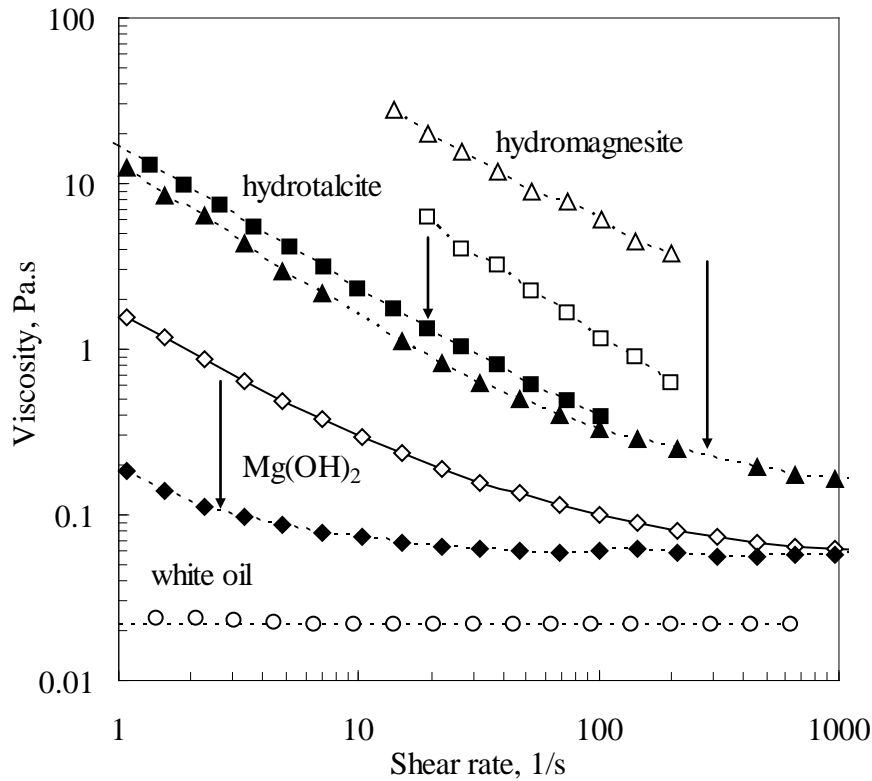 100
10
1
0.1
0.01
Viscosity, Pa.s
hydromagnesite
hydrotalcite
Mg(OH)2
white oil
1 10 100 1000
Shear rate, 1/s